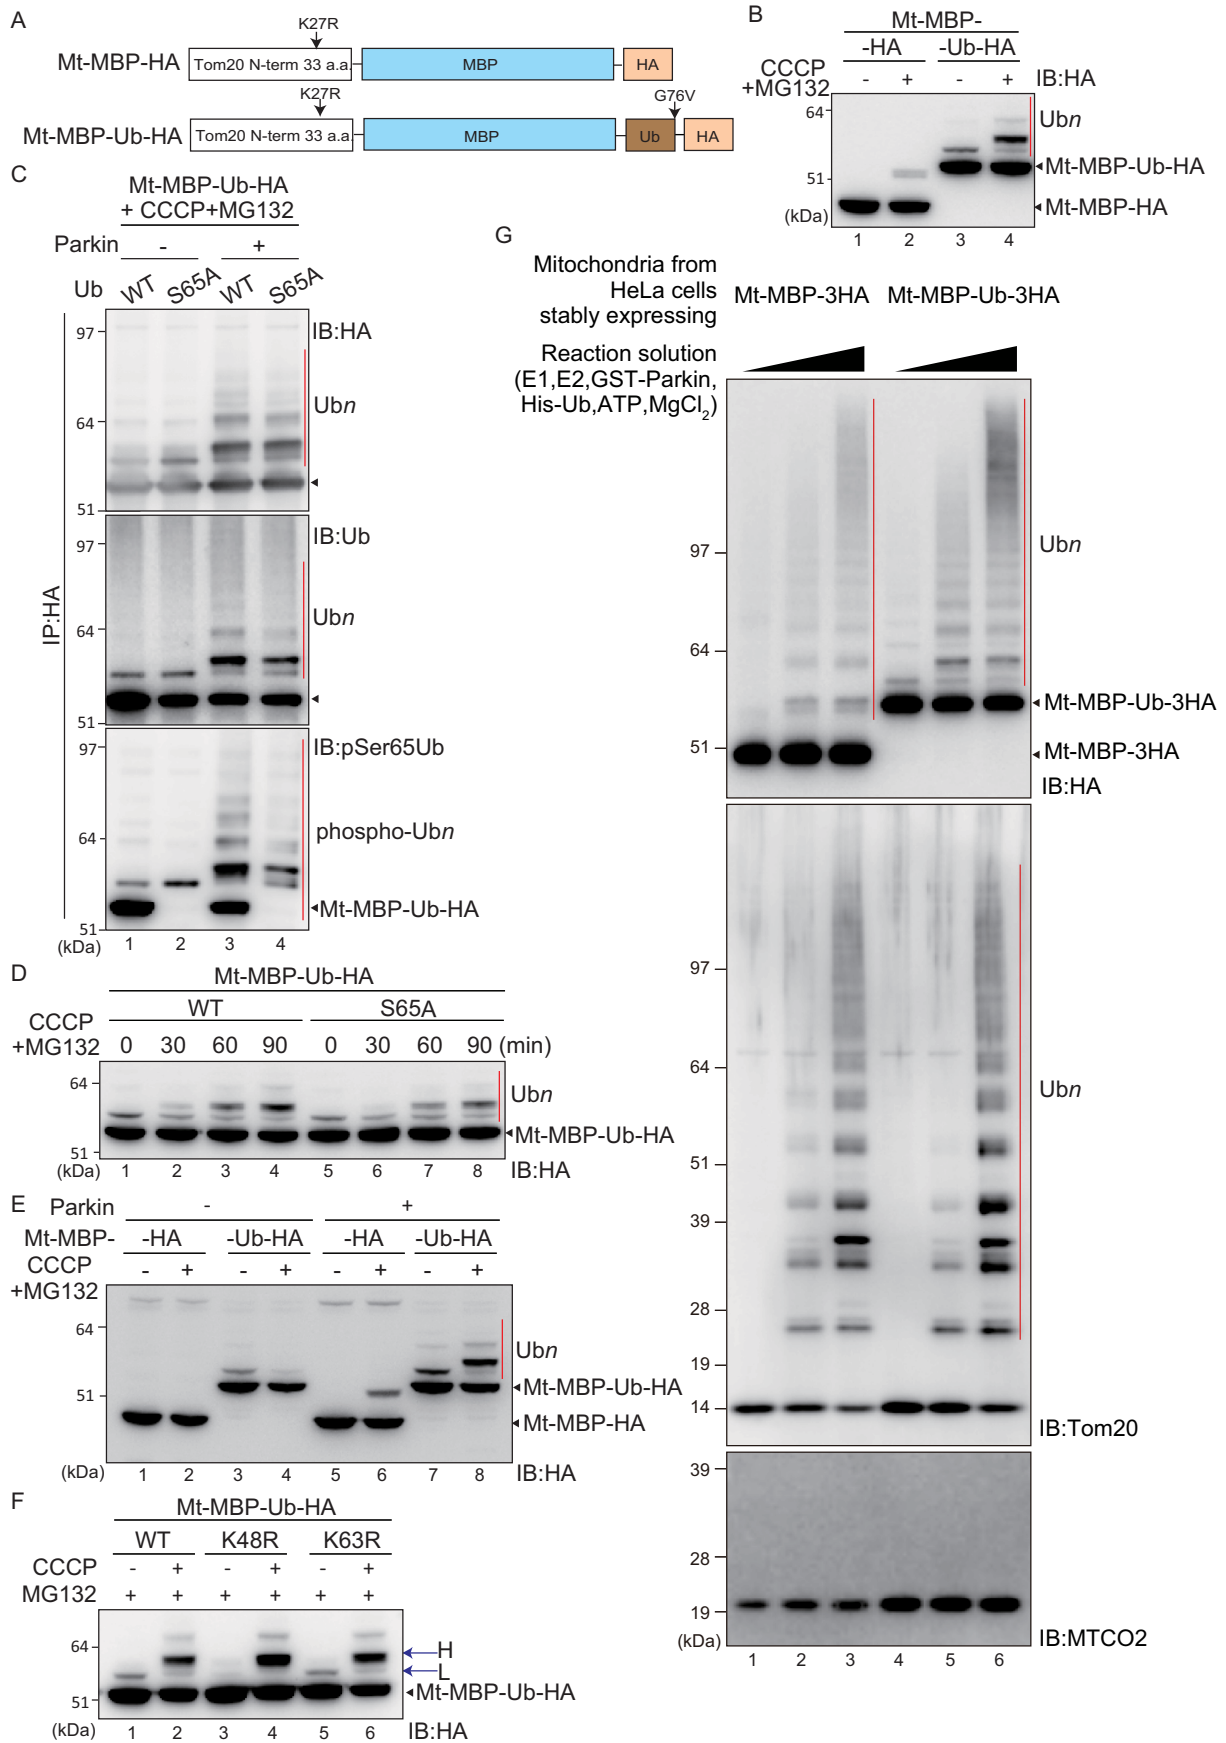 A
K27R
Mt-MBP-HA
Tom20 N-term 33 a.a.
MBP
HA
K27R
G76V
Mt-MBP-Ub-HA
Tom20 N-term 33 a.a.
MBP
Ub
HA
B
Mt-MBP-
-HA -Ub-HA
CCCP
+MG132
- + - +
IB:HA
64
Ubn
51
Mt-MBP-Ub-HA
Mt-MBP-HA
(kDa)
1 2 3 4
C
Mt-MBP-Ub-HA
+ CCCP+MG132
Parkin - +
Ub WT S65A WT S65A
IP:HA
IB:HA
97
Ubn
64
51
IB:Ub
97
Ubn
64
51
IB:pSer65Ub
97
phospho-Ubn
64
Mt-MBP-Ub-HA
51
(kDa)
1 2 3 4
D
Mt-MBP-Ub-HA
WT S65A
CCCP
+MG132 0 30 60 90 0 30 60 90 (min)
64
Ubn
Mt-MBP-Ub-HA
51
(kDa) 1 2 3 4 5 6 7 8 IB:HA
E
Parkin - +
Mt-MBP- -HA -Ub-HA -HA -Ub-HA
CCCP
+MG132
- + - + - + - +
64
Ubn
51
Mt-MBP-Ub-HA
Mt-MBP-HA
(kDa) 1 2 3 4 5 6 7 8 IB:HA
F
Mt-MBP-Ub-HA
WT K48R K63R
CCCP - + - + - +
MG132 + + + + + +
64
H
L
Mt-MBP-Ub-HA
51
(kDa) 1 2 3 4 5 6 IB:HA
G
Mitochondria from
HeLa cells
stably expressing
Mt-MBP-3HA Mt-MBP-Ub-3HA
Reaction solution
(E1,E2,GST-Parkin,
His-Ub,ATP,MgCl2)
97
Ubn
64
Mt-MBP-Ub-3HA
51
Mt-MBP-3HA
IB:HA
97
64
Ubn
51
39
28
19
14
IB:Tom20
39
28
19
(kDa)
IB:MTCO2
1 2 3 4 5 6